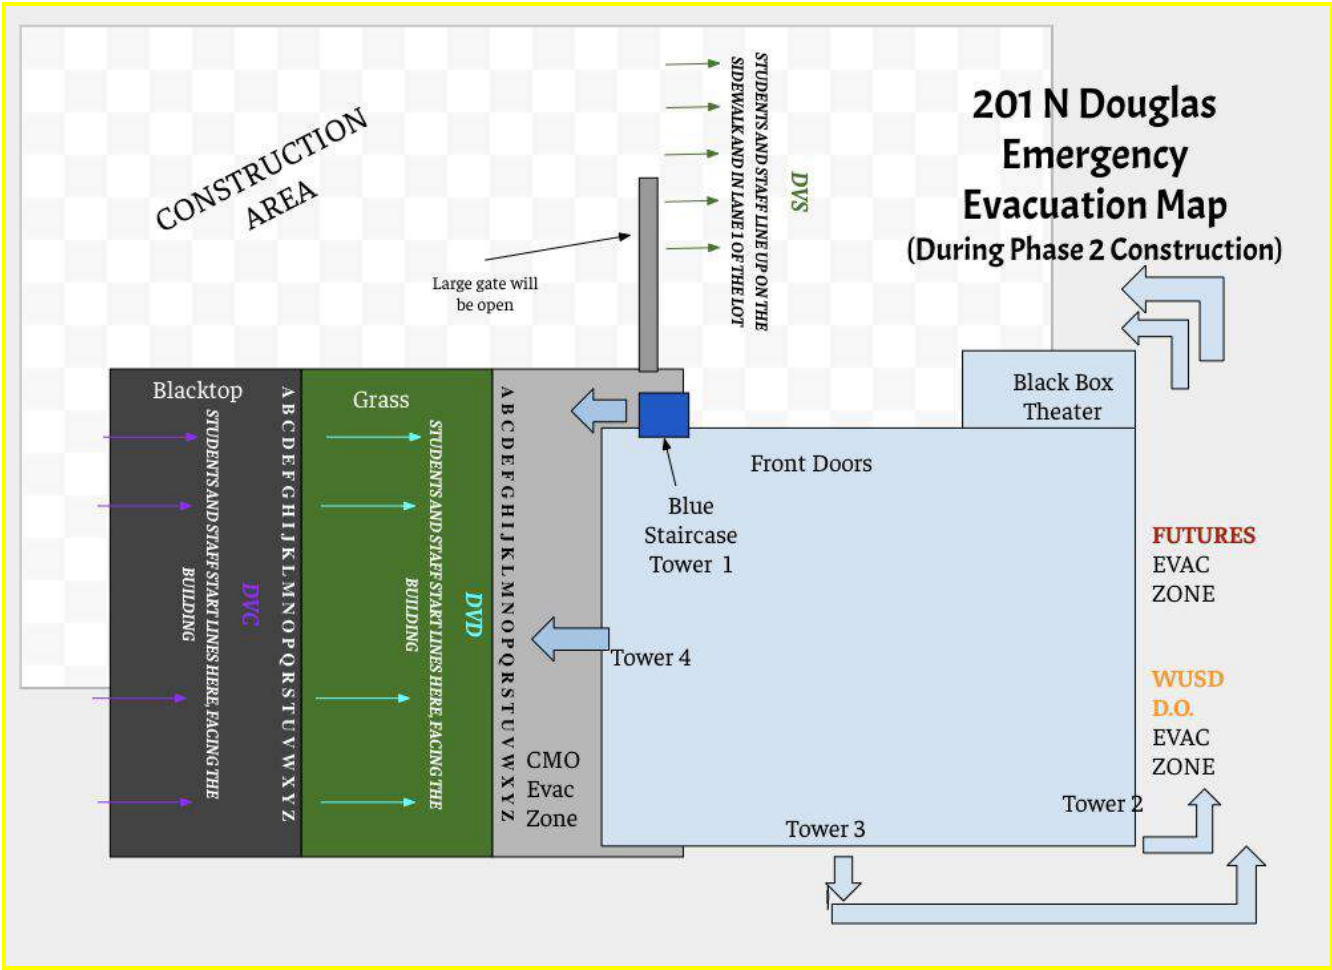 201 N Douglas
Emergency
Evacuation Map
(During Phase 2 Construction)
CONSTRUCTION
AREA
STUDENTS AND STAFF LINE UP ON THE
SIDEWALK AND IN LANE 1 OF THE LOT
DVS
Large gate will
be open
Blacktop
STUDENTS AND STAFF START LINES HERE, FACING THE
BUILDING
DVC
A B C D E F G H I J K L M N O P Q R S T U V W X Y Z
Grass
STUDENTS AND STAFF START LINES HERE, FACING THE
BUILDING
DVD
A B C D E F G H I J K L M N O P Q R S T U V W X Y Z
Black Box
Theater
Front Doors
Blue
Staircase
Tower 1
Tower 4
CMO
Evac
Zone
FUTURES
EVAC
ZONE
WUSD
D.O.
EVAC
ZONE
Tower 2
Tower 3